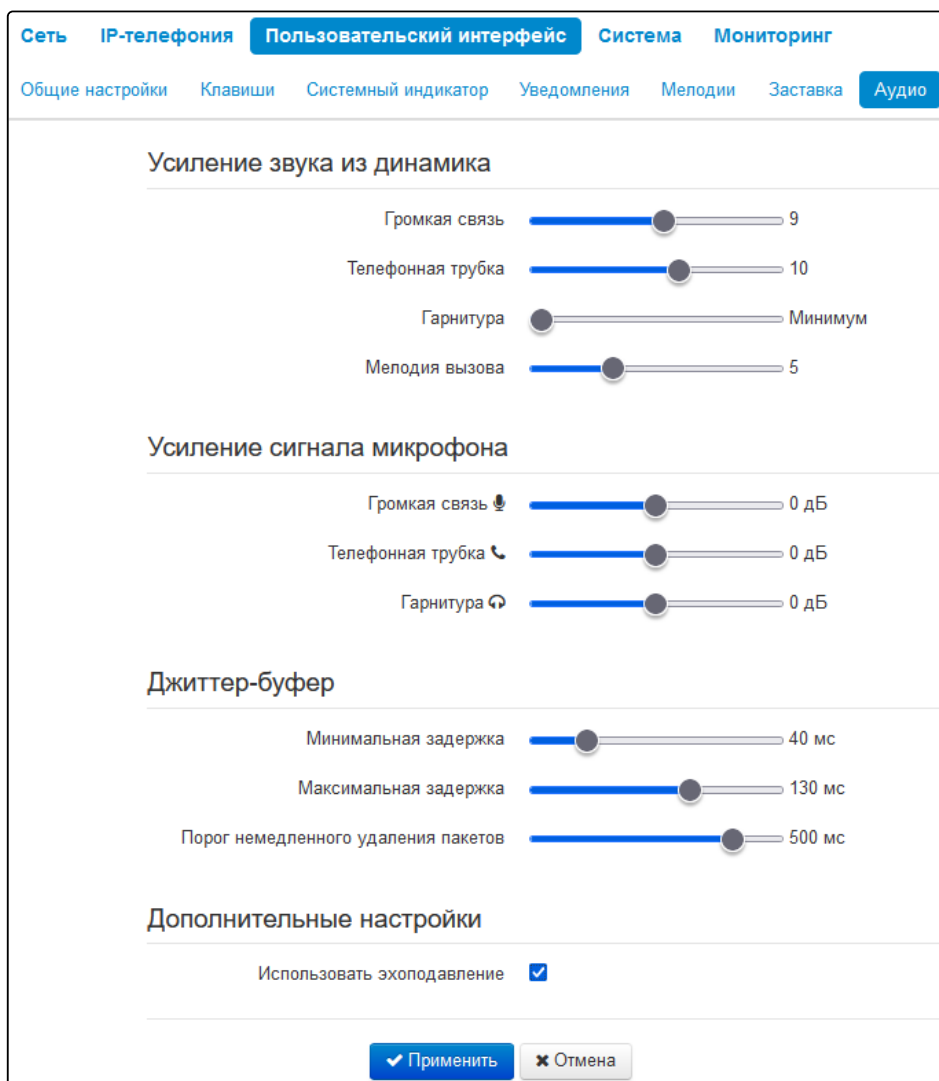 Сеть IP-телефония Пользовательский интерфейс Система Мониторинг
Общие настройки Клавиши Системный индикатор Уведомления Мелодии Заставка Аудио
Усиление звука из динамика
Громкая связь 9
Телефонная трубка 10
Гарнитура Минимум
Мелодия вызова 5
Усиление сигнала микрофона
Громкая связь 0 дБ
Телефонная трубка 0 дБ
Гарнитура 0 дБ
Джиттер-буфер
Минимальная задержка 40 мс
Максимальная задержка 130 мс
Порог немедленного удаления пакетов 500 мс
Дополнительные настройки
Использовать эхоподавление
Применить Отмена